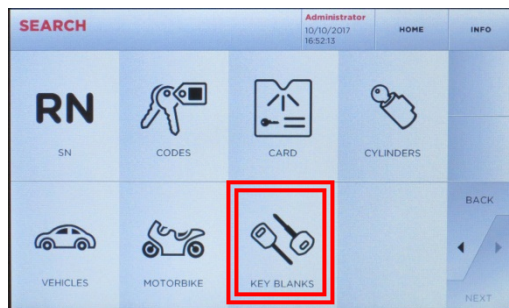 SEARCH
Administrator
10/10/2017
16:52:13
HOME
INFO
RN
SN
CODES
CARD
CYLINDERS
BACK
VEHICLES
MOTORBIKE
KEY BLANKS
NEXT